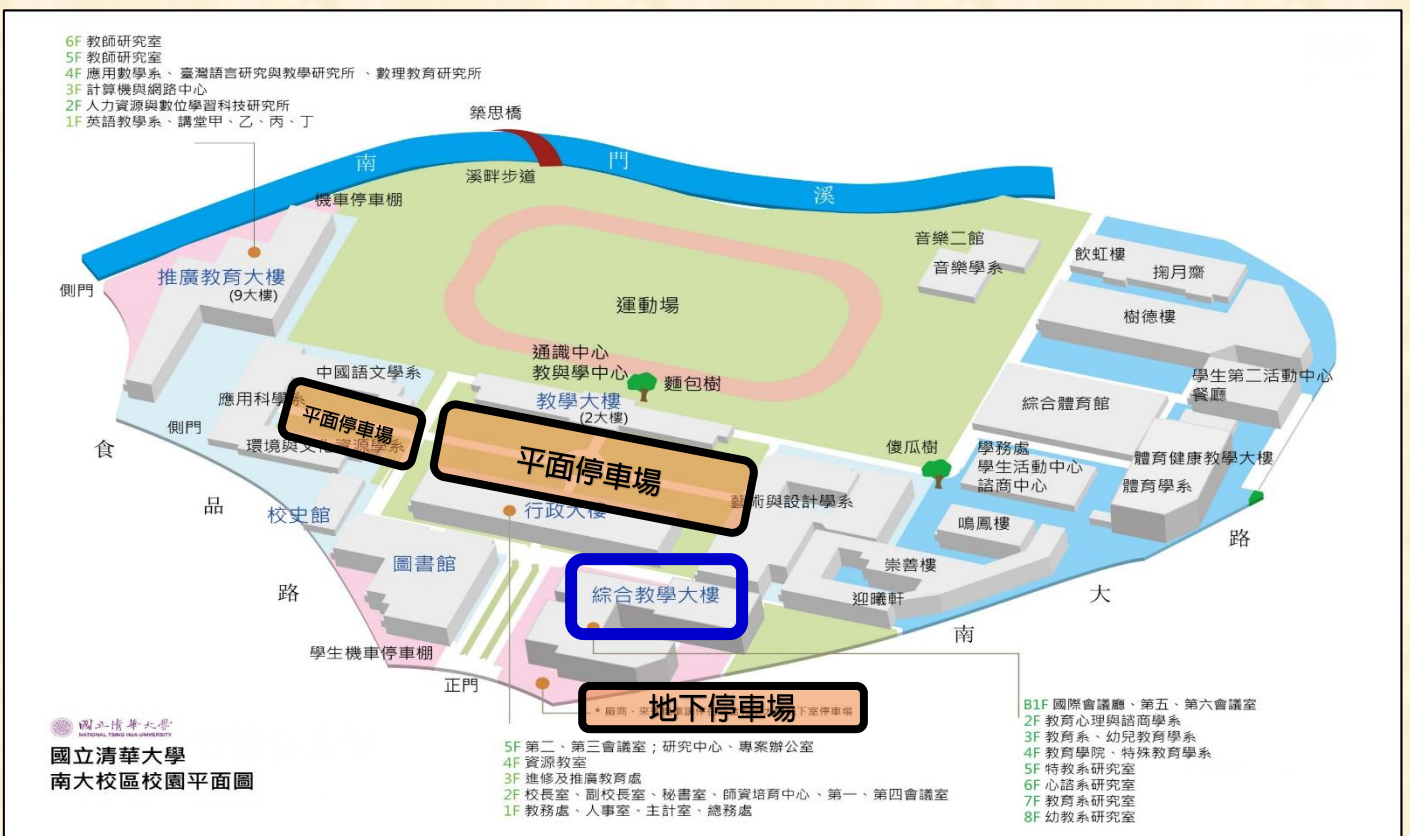 6F 教師研究室
5F 教師研究室
4F 應用數學系、臺灣語言研究與教學研究所、數理教育研究所
3F 計算機與網路中心
2F 人力資源與數位學習科技研究所
1F 英語教學系、講堂甲、乙、丙、丁
築思橋
南門溪
溪畔步道
機車停車棚
音樂二館
音樂學系
飲虹樓
掬月齋
推廣教育大樓
(9大樓)
側門
運動場
樹德樓
通識中心
教與學中心
麵包樹
中國語文學系
學生第二活動中心
餐廳
應用科學系
平面停車場
教學大樓
(2大樓)
綜合體育館
側門
環境與文化資源學系
平面停車場
傻瓜樹
學務處
學生活動中心
諮商中心
體育健康教學大樓
體育學系
食品路
校史館
行政大樓
藝術與設計學系
鳴鳳樓
圖書館
崇善樓
綜合教學大樓
迎曦軒
南大路
學生機車停車棚
正門
* 廠商、來
地下停車場
下室停車場
國立清華大學
NATIONAL TSING HUA UNIVERSITY
國立清華大學
南大校區校園平面圖
5F 第二、第三會議室；研究中心、專案辦公室
4F 資源教室
3F 進修及推廣教育處
2F 校長室、副校長室、秘書室、師資培育中心、第一、第四會議室
1F 教務處、人事室、主計室、總務處
B1F 國際會議廳、第五、第六會議室
2F 教育心理與諮商學系
3F 教育系、幼兒教育學系
4F 教育學院、特殊教育學系
5F 特教系研究室
6F 心諮系研究室
7F 教育系研究室
8F 幼教系研究室